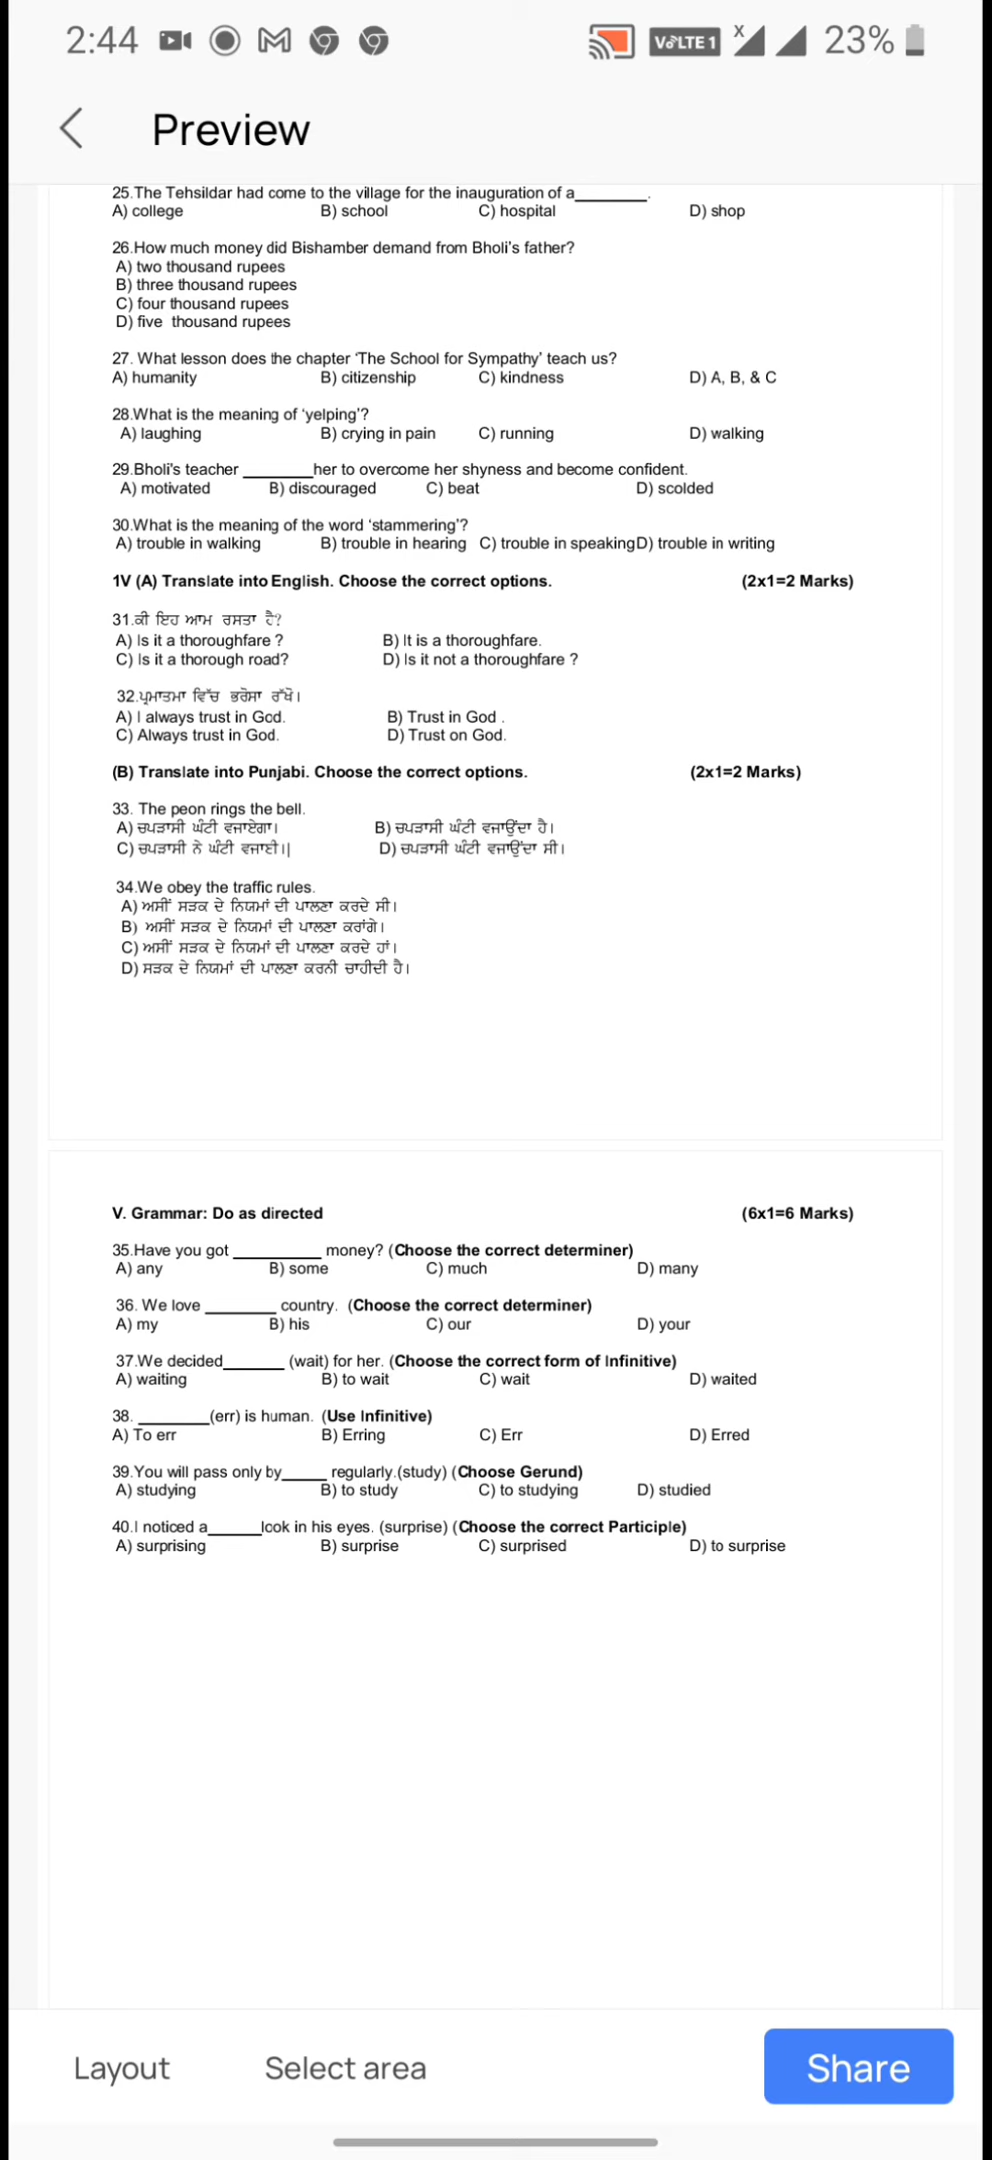 2:44
VoLTE 1
X
23%
Preview
25.The Tehsildar had come to the village for the inauguration of a________.
A) college B) school C) hospital D) shop
26.How much money did Bishamber demand from Bholi's father?
A) two thousand rupees
B) three thousand rupees
C) four thousand rupees
D) five thousand rupees
27. What lesson does the chapter ‘The School for Sympathy’ teach us?
A) humanity B) citizenship C) kindness D) A, B, & C
28.What is the meaning of ‘yelping’?
A) laughing B) crying in pain C) running D) walking
29.Bholi's teacher ________her to overcome her shyness and become confident.
A) motivated B) discouraged C) beat D) scolded
30.What is the meaning of the word ‘stammering’?
A) trouble in walking B) trouble in hearing C) trouble in speakingD) trouble in writing
1V (A) Translate into English. Choose the correct options. (2x1=2 Marks)
31.ਕੀ ਇਹ ਆਮ ਰਸਤਾ ਹੈ?
A) Is it a thoroughfare ? B) It is a thoroughfare.
C) Is it a thorough road? D) Is it not a thoroughfare ?
32.ਪ੍ਰਮਾਤਮਾ ਵਿੱਚ ਭਰੋਸਾ ਰੱਖੋ।
A) I always trust in God. B) Trust in God .
C) Always trust in God. D) Trust on God.
(B) Translate into Punjabi. Choose the correct options. (2x1=2 Marks)
33. The peon rings the bell.
A) ਚਪੜਾਸੀ ਘੰਟੀ ਵਜਾਏਗਾ। B) ਚਪੜਾਸੀ ਘੰਟੀ ਵਜਾਉਂਦਾ ਹੈ।
C) ਚਪੜਾਸੀ ਨੇ ਘੰਟੀ ਵਜਾਈ।| D) ਚਪੜਾਸੀ ਘੰਟੀ ਵਜਾਉਂਦਾ ਸੀ।
34.We obey the traffic rules.
A) ਅਸੀਂ ਸੜਕ ਦੇ ਨਿਯਮਾਂ ਦੀ ਪਾਲਣਾ ਕਰਦੇ ਸੀ।
B) ਅਸੀਂ ਸੜਕ ਦੇ ਨਿਯਮਾਂ ਦੀ ਪਾਲਣਾ ਕਰਾਂਗੇ।
C) ਅਸੀਂ ਸੜਕ ਦੇ ਨਿਯਮਾਂ ਦੀ ਪਾਲਣਾ ਕਰਦੇ ਹਾਂ।
D) ਸੜਕ ਦੇ ਨਿਯਮਾਂ ਦੀ ਪਾਲਣਾ ਕਰਨੀ ਚਾਹੀਦੀ ਹੈ।
V. Grammar: Do as directed (6x1=6 Marks)
35.Have you got __________ money? (Choose the correct determiner)
A) any B) some C) much D) many
36. We love ________ country. (Choose the correct determiner)
A) my B) his C) our D) your
37.We decided_______ (wait) for her. (Choose the correct form of Infinitive)
A) waiting B) to wait C) wait D) waited
38. ________(err) is human. (Use Infinitive)
A) To err B) Erring C) Err D) Erred
39.You will pass only by_____ regularly.(study) (Choose Gerund)
A) studying B) to study C) to studying D) studied
40.I noticed a______look in his eyes. (surprise) (Choose the correct Participle)
A) surprising B) surprise C) surprised D) to surprise
Layout Select area Share